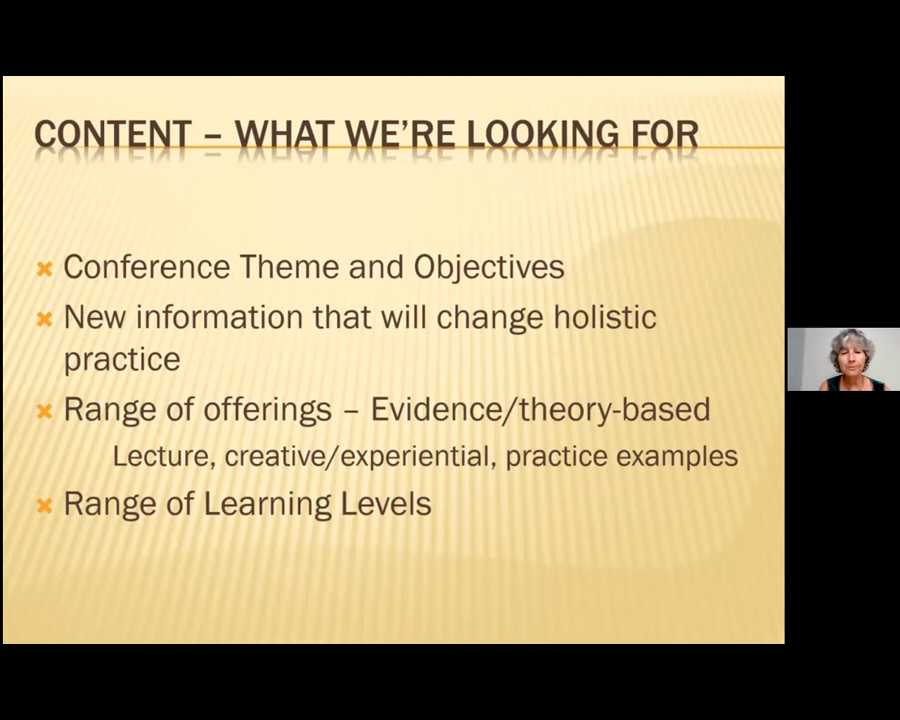 CONTENT – WHAT WE'RE LOOKING FOR
Conference Theme and Objectives
New information that will change holistic
practice
Range of offerings – Evidence/theory-based
Lecture, creative/experiential, practice examples
Range of Learning Levels